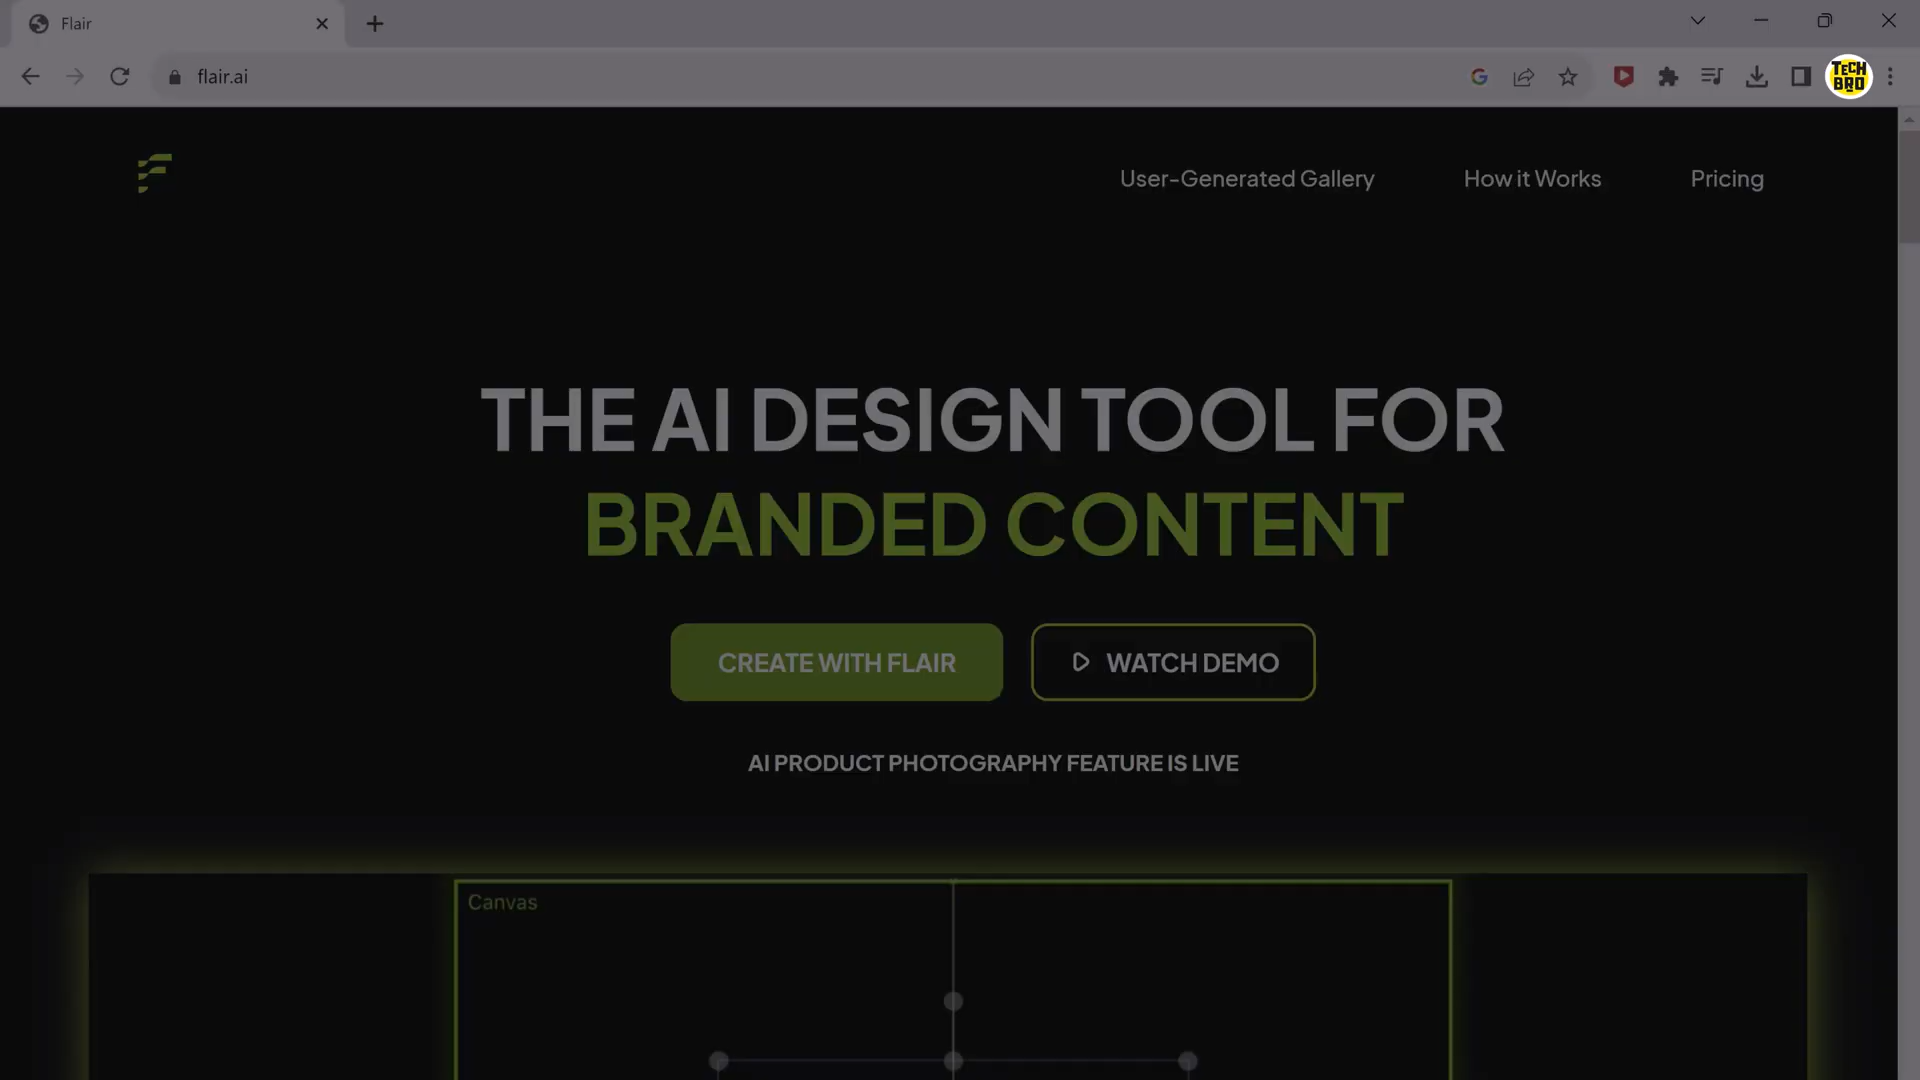 Flair
flair.ai
TECH
BRO
User-Generated Gallery
How it Works
Pricing
THE AI DESIGN TOOL FOR
BRANDED CONTENT
CREATE WITH FLAIR
WATCH DEMO
AI PRODUCT PHOTOGRAPHY FEATURE IS LIVE
Canvas